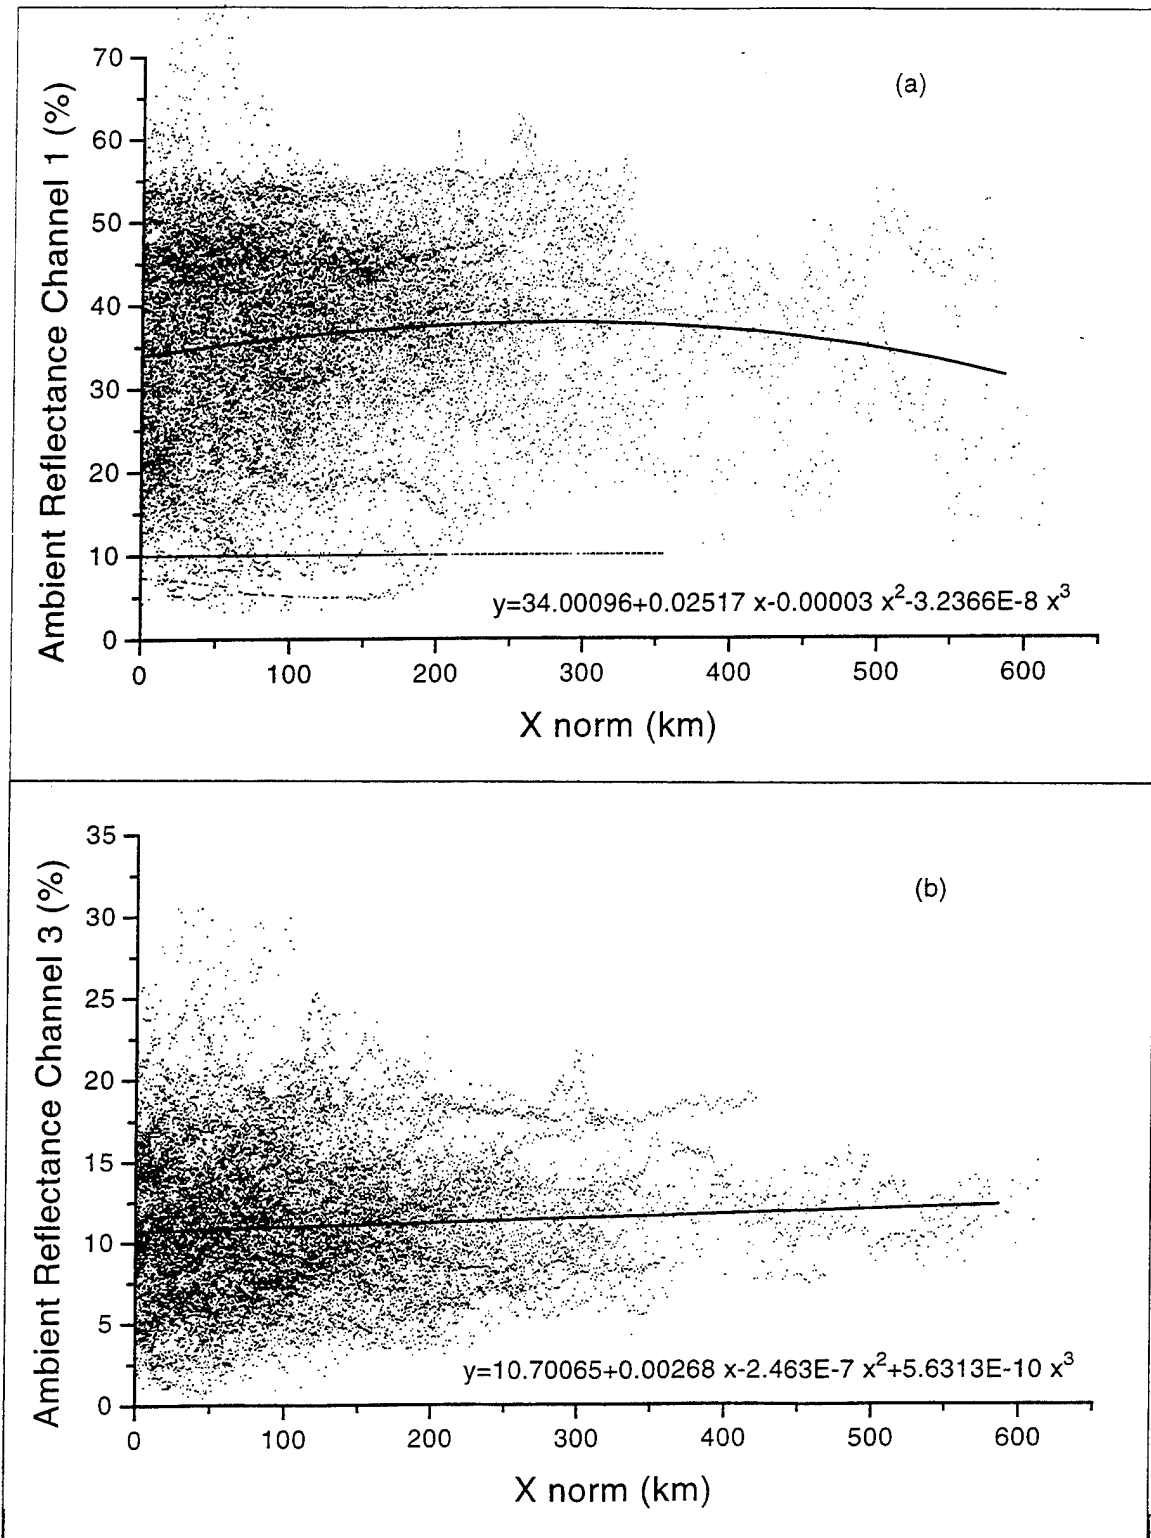 (a)
Ambient Reflectance Channel 1 (%)
70
60
50
40
30
20
10
0
y=34.00096+0.02517 x-0.00003 x²-3.2366E-8 x³
0 100 200 300 400 500 600
X norm (km)
(b)
Ambient Reflectance Channel 3 (%)
35
30
25
20
15
10
5
0
y=10.70065+0.00268 x-2.463E-7 x²+5.6313E-10 x³
0 100 200 300 400 500 600
X norm (km)